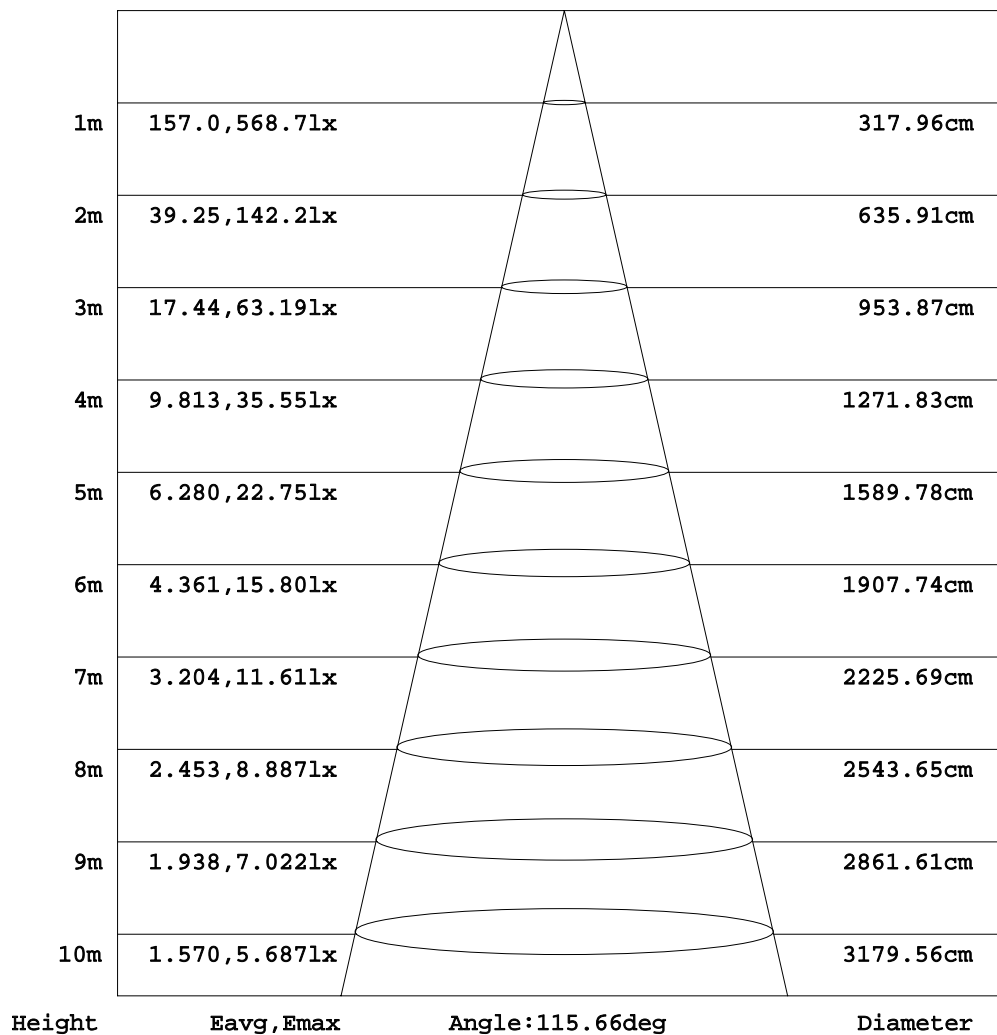 1m 157.0,568.7lx 317.96cm
2m 39.25,142.2lx 635.91cm
3m 17.44,63.19lx 953.87cm
4m 9.813,35.55lx 1271.83cm
5m 6.280,22.75lx 1589.78cm
6m 4.361,15.80lx 1907.74cm
7m 3.204,11.61lx 2225.69cm
8m 2.453,8.887lx 2543.65cm
9m 1.938,7.022lx 2861.61cm
10m 1.570,5.687lx 3179.56cm
Height Eavg,Emax Angle:115.66deg Diameter